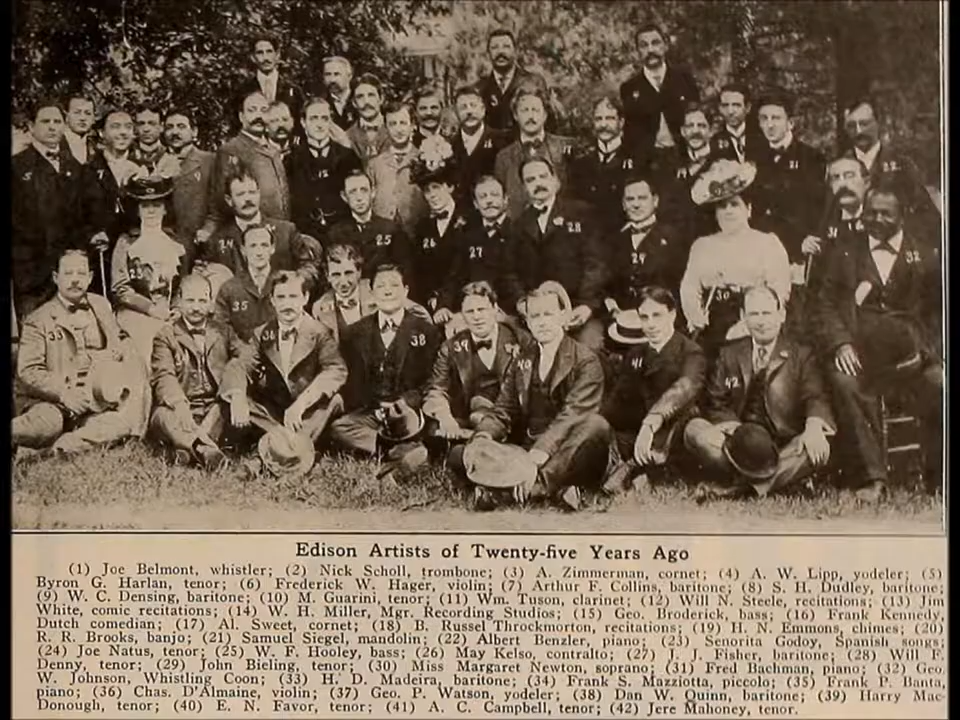 Edison Artists of Twenty-five Years Ago
(1) Joe Belmont, whistler; (2) Nick Scholl, trombone; (3) A. Zimmerman, cornet; (4) A. W. Lipp, yodeler; (5)
Byron G. Harlan, tenor; (6) Frederick W. Hager, violin; (7) Arthur F. Collins, baritone; (8) S. H. Dudley, baritone;
(9) W. C. Densing, baritone; (10) M. Guarini, tenor; (11) Wm. Tuson, clarinet; (12) Will N. Steele, recitations; (13) Jim
White, comic recitations; (14) W. H. Miller, Mgr. Recording Studios; (15) Geo. Broderick, bass; (16) Frank Kennedy,
Dutch comedian; (17) Al. Sweet, cornet; (18) B. Russel Throckmorton, recitations; (19) H. N. Emmons, chimes; (20)
R. R. Brooks, banjo; (21) Samuel Siegel, mandolin; (22) Albert Benzler, piano; (23) Senorita Godoy, Spanish songs;
(24) Joe Natus, tenor; (25) W. F. Hooley, bass; (26) May Kelso, contralto; (27) J. J. Fisher, baritone; (28) Will F.
Denny, tenor; (29) John Bieling, tenor; (30) Miss Margaret Newton, soprano; (31) Fred Bachman, piano; (32) Geo.
W. Johnson, Whistling Coon; (33) H. D. Madeira, baritone; (34) Frank S. Mazziotta, piccolo; (35) Frank P. Banta,
piano; (36) Chas. D'Almaine, violin; (37) Geo. P. Watson, yodeler; (38) Dan W. Quinn, baritone; (39) Harry Mac-
Donough, tenor; (40) E. N. Favor, tenor; (41) A. C. Campbell, tenor; (42) Jere Mahoney, tenor.